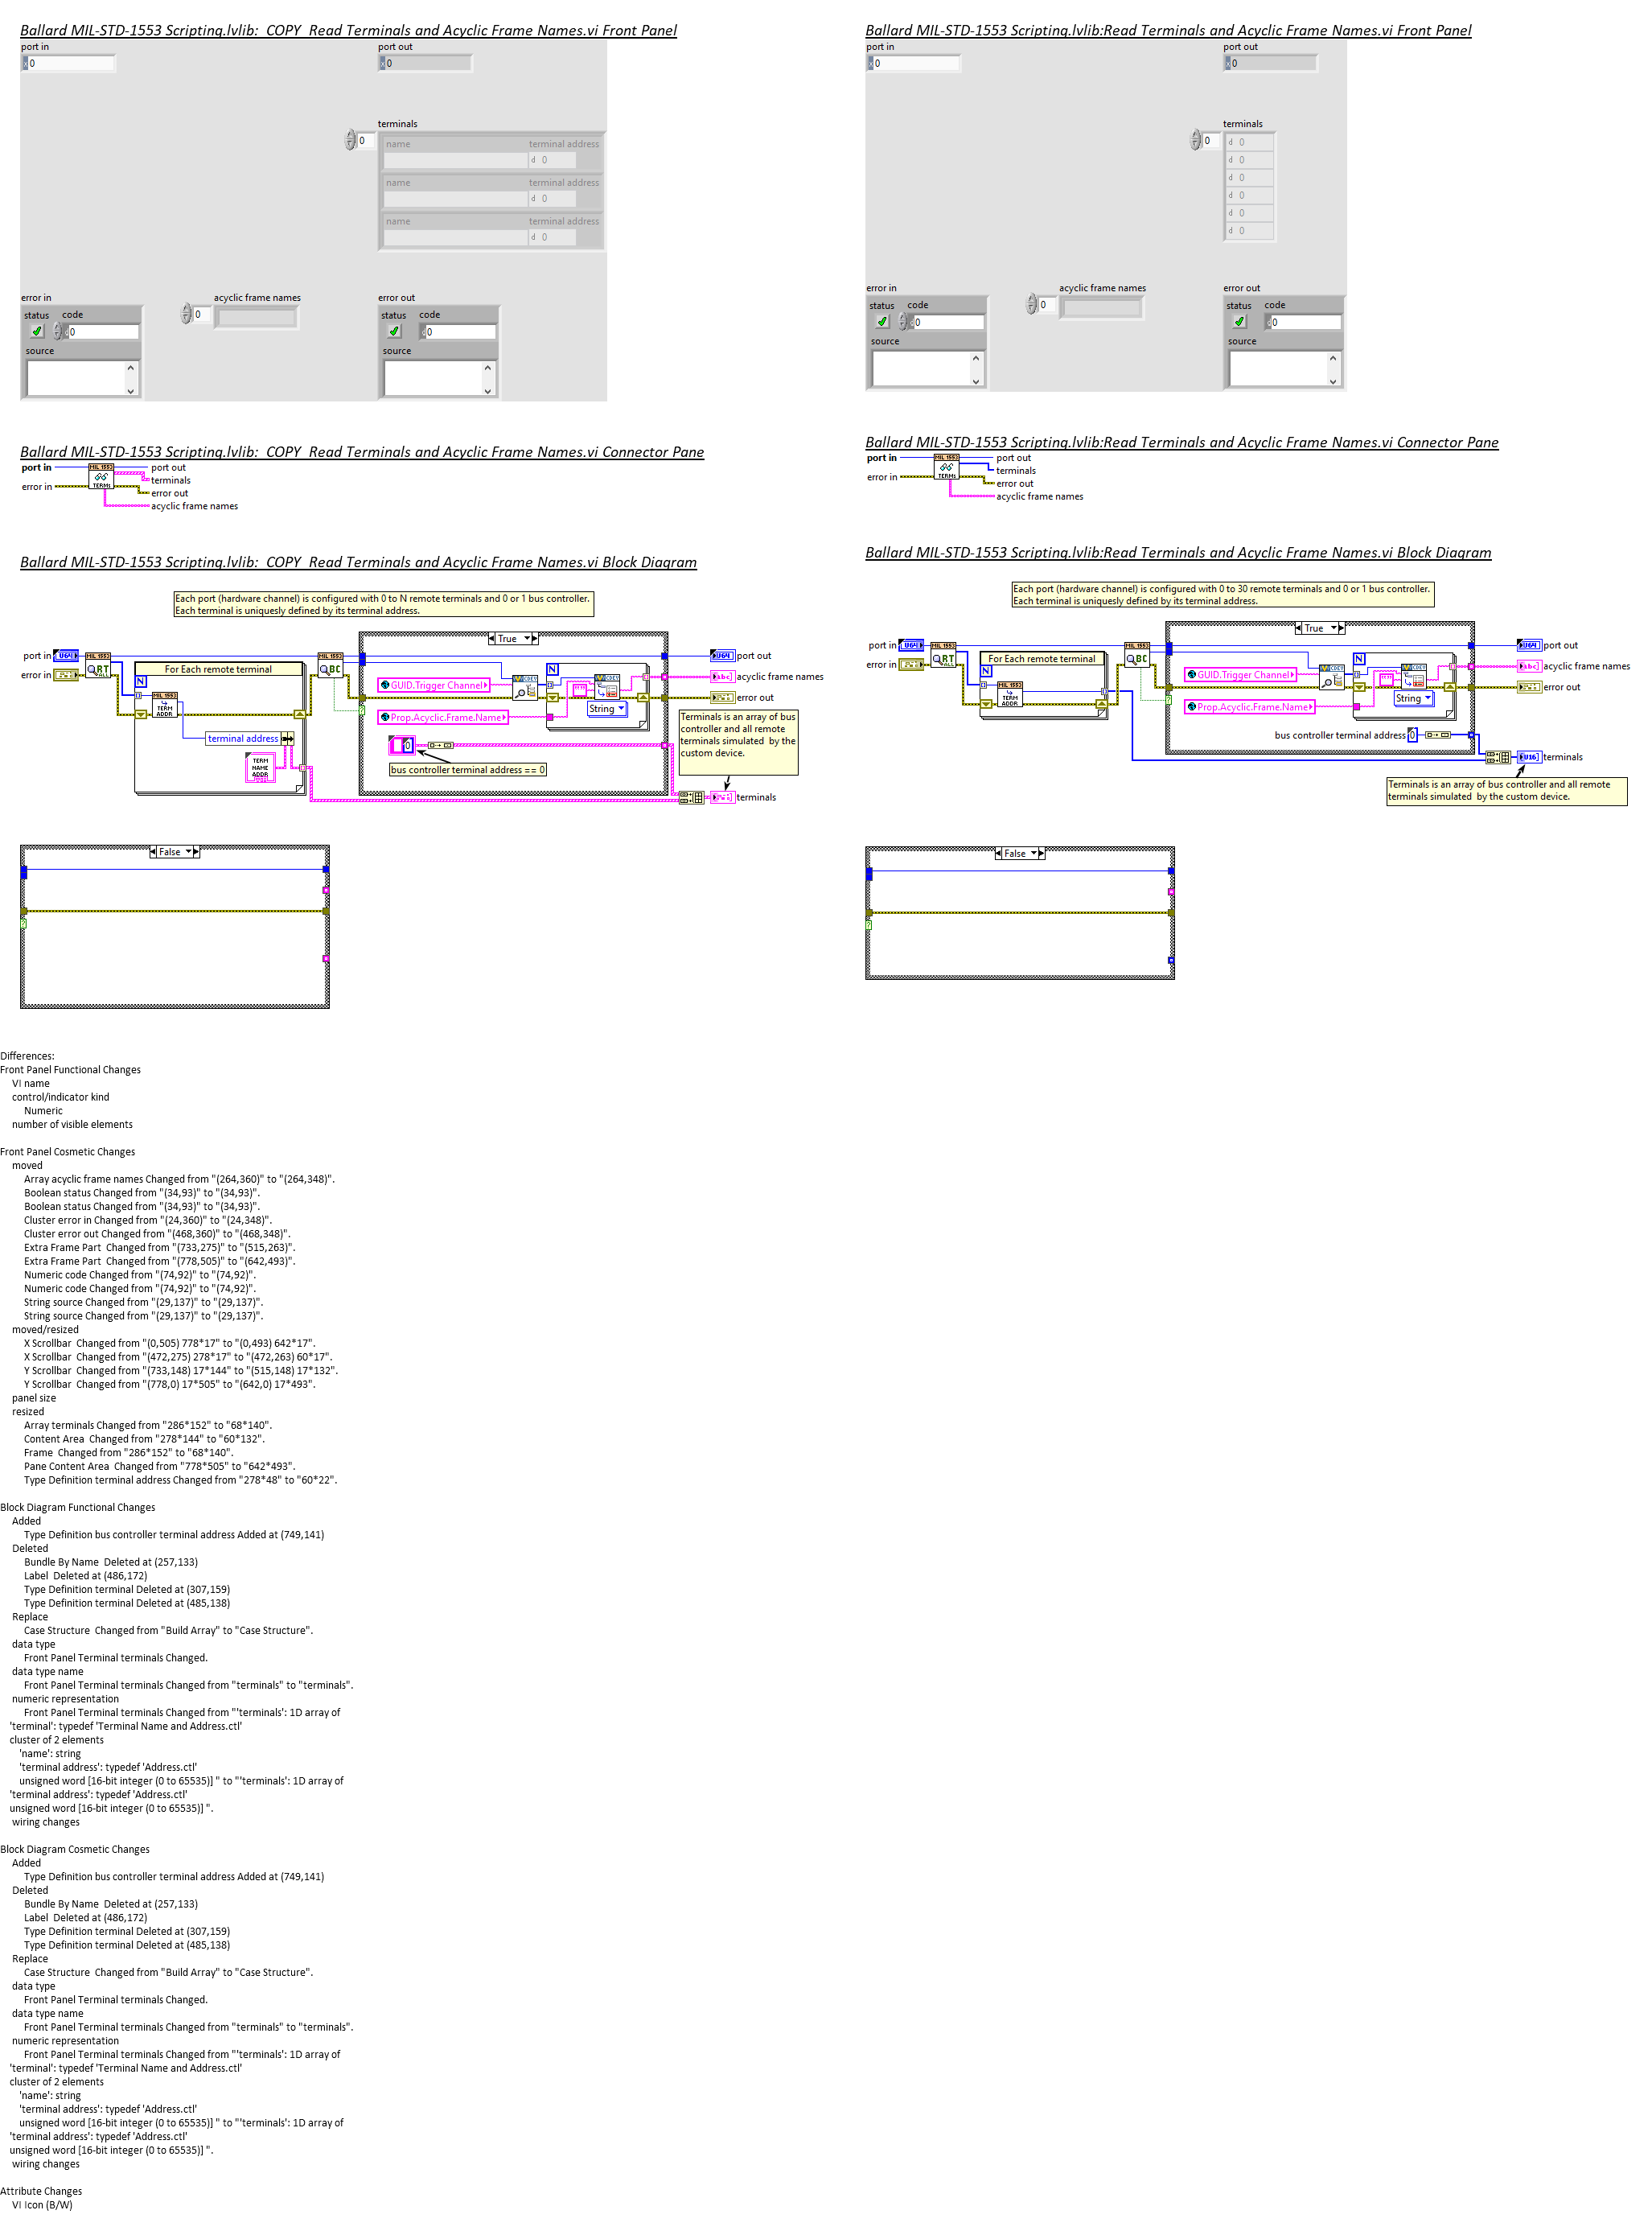 Ballard MIL-STD-1553 Scripting.lvlib:  COPY  Read Terminals and Acyclic Frame Names.vi Front Panel
port in
0
port out
0
terminals
0
name
terminal address
d 0
name
terminal address
d 0
name
terminal address
d 0
error in
status
code
0
source
acyclic frame names
0
error out
status
code
0
source
Ballard MIL-STD-1553 Scripting.lvlib:Read Terminals and Acyclic Frame Names.vi Front Panel
port in
x 0
port out
x 0
terminals
0
d 0
d 0
d 0
d 0
d 0
d 0
error in
status
code
0
source
acyclic frame names
0
error out
status
code
0
source
Ballard MIL-STD-1553 Scripting.lvlib:  COPY  Read Terminals and Acyclic Frame Names.vi Connector Pane
port in
MIL 1553
TERMs
port out
terminals
error in
error out
acyclic frame names
Ballard MIL-STD-1553 Scripting.lvlib:Read Terminals and Acyclic Frame Names.vi Connector Pane
port in
MIL 1553
TERMs
port out
terminals
error in
error out
acyclic frame names
Ballard MIL-STD-1553 Scripting.lvlib:  COPY  Read Terminals and Acyclic Frame Names.vi Block Diagram
Each port (hardware channel) is configured with 0 to N remote terminals and 0 or 1 bus controller.
Each terminal is uniquesly defined by its terminal address.
True
port in
U64
MIL 1553
RT
ALL
error in
For Each remote terminal
N
MIL 1553
TERM
ADDR
terminal address
TERM
NAME
ADDR
MIL 1553
BC
GUID.Trigger Channel
Prop.Acyclic.Frame.Name
N
String
0
bus controller terminal address == 0
U64
port out
abc
acyclic frame names
error out
Terminals is an array of bus
controller and all remote
terminals simulated  by the
custom device.
terminals
Ballard MIL-STD-1553 Scripting.lvlib:Read Terminals and Acyclic Frame Names.vi Block Diagram
Each port (hardware channel) is configured with 0 to 30 remote terminals and 0 or 1 bus controller.
Each terminal is uniquesly defined by its terminal address.
True
port in
U64
MIL 1553
RT
ALL
error in
For Each remote terminal
N
MIL 1553
TERM
ADDR
MIL 1553
BC
GUID.Trigger Channel
Prop.Acyclic.Frame.Name
N
String
bus controller terminal address
0
U64
port out
abc
acyclic frame names
error out
U16
terminals
Terminals is an array of bus controller and all remote
terminals simulated  by the custom device.
False
?
False
?
Differences:
Front Panel Functional Changes
VI name
control/indicator kind
Numeric
number of visible elements
Front Panel Cosmetic Changes
moved
Array acyclic frame names Changed from "(264,360)" to "(264,348)".
Boolean status Changed from "(34,93)" to "(34,93)".
Boolean status Changed from "(34,93)" to "(34,93)".
Cluster error in Changed from "(24,360)" to "(24,348)".
Cluster error out Changed from "(468,360)" to "(468,348)".
Extra Frame Part  Changed from "(733,275)" to "(515,263)".
Extra Frame Part  Changed from "(778,505)" to "(642,493)".
Numeric code Changed from "(74,92)" to "(74,92)".
Numeric code Changed from "(74,92)" to "(74,92)".
String source Changed from "(29,137)" to "(29,137)".
String source Changed from "(29,137)" to "(29,137)".
moved/resized
X Scrollbar  Changed from "(0,505) 778*17" to "(0,493) 642*17".
X Scrollbar  Changed from "(472,275) 278*17" to "(472,263) 60*17".
Y Scrollbar  Changed from "(733,148) 17*144" to "(515,148) 17*132".
Y Scrollbar  Changed from "(778,0) 17*505" to "(642,0) 17*493".
panel size
resized
Array terminals Changed from "286*152" to "68*140".
Content Area  Changed from "278*144" to "60*132".
Frame  Changed from "286*152" to "68*140".
Pane Content Area  Changed from "778*505" to "642*493".
Type Definition terminal address Changed from "278*48" to "60*22".
Block Diagram Functional Changes
Added
Type Definition bus controller terminal address Added at (749,141)
Deleted
Bundle By Name  Deleted at (257,133)
Label  Deleted at (486,172)
Type Definition terminal Deleted at (307,159)
Type Definition terminal Deleted at (485,138)
Replace
Case Structure  Changed from "Build Array" to "Case Structure".
data type
Front Panel Terminal terminals Changed.
data type name
Front Panel Terminal terminals Changed from "terminals" to "terminals".
numeric representation
Front Panel Terminal terminals Changed from "'terminals': 1D array of
'terminal': typedef 'Terminal Name and Address.ctl'
cluster of 2 elements
'name': string
'terminal address': typedef 'Address.ctl'
unsigned word [16-bit integer (0 to 65535)] " to "'terminals': 1D array of
'terminal address': typedef 'Address.ctl'
unsigned word [16-bit integer (0 to 65535)] ".
wiring changes
Block Diagram Cosmetic Changes
Added
Type Definition bus controller terminal address Added at (749,141)
Deleted
Bundle By Name  Deleted at (257,133)
Label  Deleted at (486,172)
Type Definition terminal Deleted at (307,159)
Type Definition terminal Deleted at (485,138)
Replace
Case Structure  Changed from "Build Array" to "Case Structure".
data type
Front Panel Terminal terminals Changed.
data type name
Front Panel Terminal terminals Changed from "terminals" to "terminals".
numeric representation
Front Panel Terminal terminals Changed from "'terminals': 1D array of
'terminal': typedef 'Terminal Name and Address.ctl'
cluster of 2 elements
'name': string
'terminal address': typedef 'Address.ctl'
unsigned word [16-bit integer (0 to 65535)] " to "'terminals': 1D array of
'terminal address': typedef 'Address.ctl'
unsigned word [16-bit integer (0 to 65535)] ".
wiring changes
Attribute Changes
VI Icon (B/W)